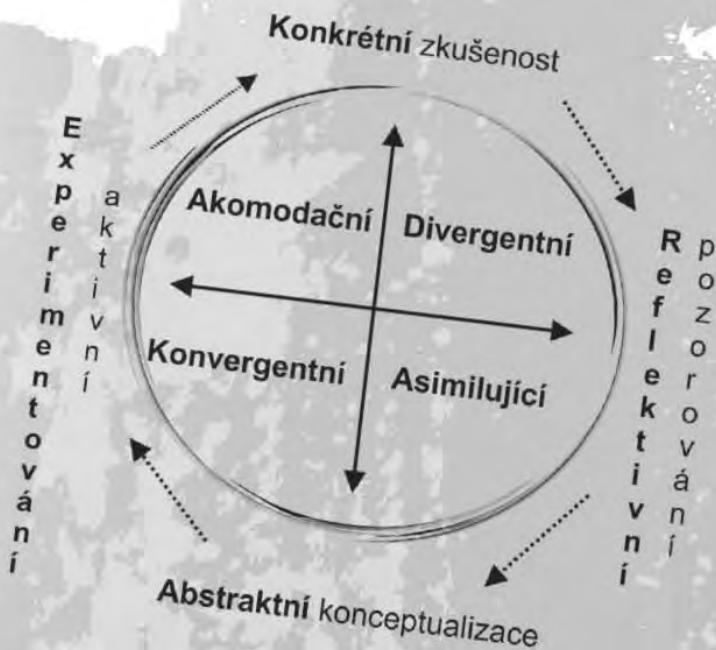 Konkrétní zkušenost
Experimentování
aktivní
Akomodační
Divergentní
Reflektivní
pozorování
Konvergentní
Asimilující
Abstraktní konceptualizace